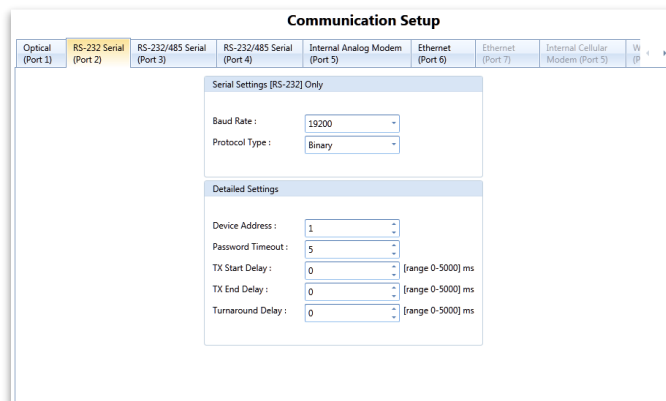 Communication Setup
Optical (Port 1)
RS-232 Serial (Port 2)
RS-232/485 Serial (Port 3)
RS-232/485 Serial (Port 4)
Internal Analog Modem (Port 5)
Ethernet (Port 6)
Ethernet (Port 7)
Internal Cellular Modem (Port 5)
Serial Settings [RS-232] Only
Baud Rate : 19200
Protocol Type : Binary
Detailed Settings
Device Address : 1
Password Timeout : 5
TX Start Delay : 0 [range 0-5000] ms
TX End Delay : 0 [range 0-5000] ms
Turnaround Delay : 0 [range 0-5000] ms